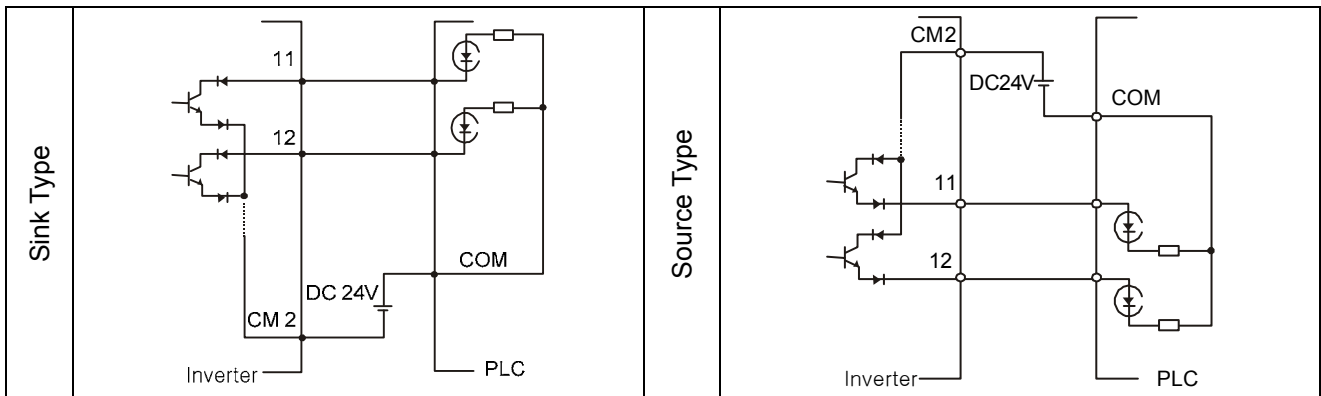 Sink Type
11
12
COM
DC 24V
CM 2
Inverter
PLC
Source Type
CM2
DC24V
COM
11
12
Inverter
PLC